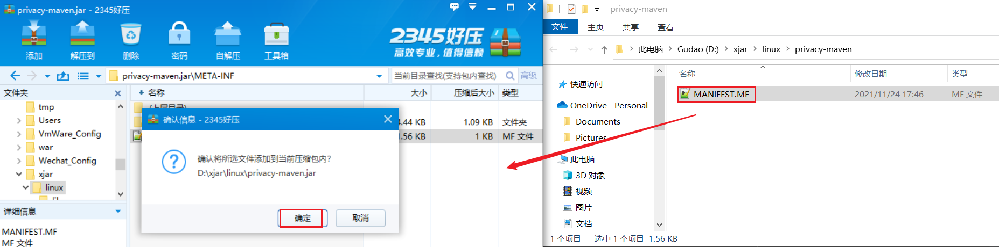 privacy-maven.jar - 2345好压
添加
解压到
删除
密码
自解压
工具箱
2345好压
高效专业,值得信赖
privacy-maven.jar\META-INF
当前目录查找(支持包内查找)
高级
文件夹
名称
大小
压缩后大小
类型
tmp
Users
VmWare_Config
war
Wechat_Config
xjar
linux
(上层目录)
.44 KB
1.09 KB
文件夹
.56 KB
1 KB
MF 文件
确认信息 - 2345好压
确认将所选文件添加到当前压缩包内?
D:\xjar\linux\privacy-maven.jar
确定
取消
详细信息
MANIFEST.MF
MF 文件
privacy-maven
文件
主页
共享
查看
此电脑
Gudao (D:)
xjar
linux
privacy-maven
名称
修改日期
类型
快速访问
OneDrive - Personal
Documents
Pictures
此电脑
3D 对象
视频
图片
文档
MANIFEST.MF
2021/11/24 17:46
MF 文件
1 个项目
选中 1 个项目 1.56 KB